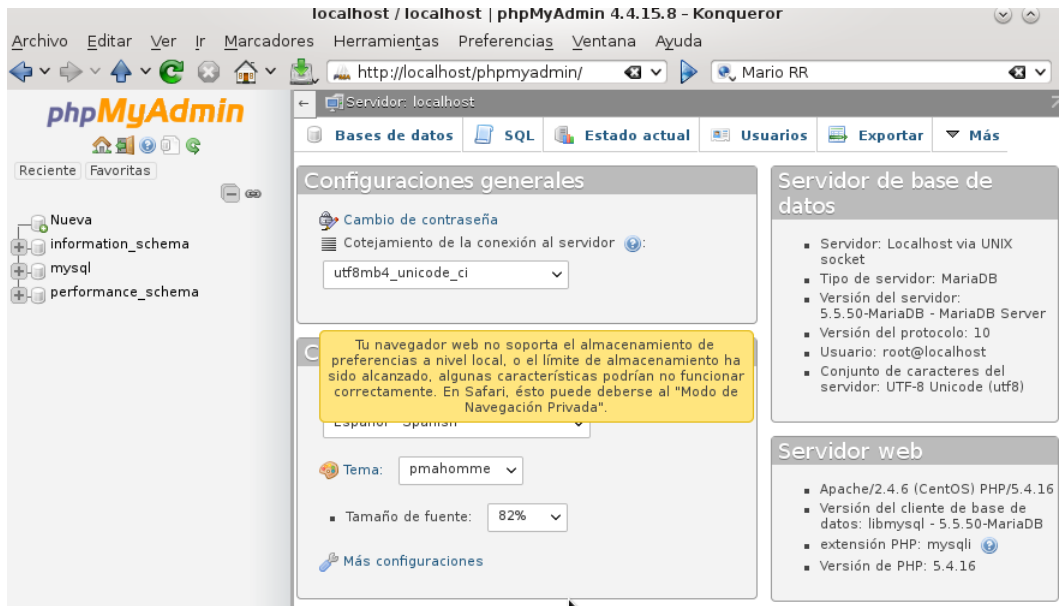 localhost / localhost | phpMyAdmin 4.4.15.8 – Konqueror
Archivo Editar Ver Ir Marcadores Herramientas Preferencias Ventana Ayuda
http://localhost/phpmyadmin/ Mario RR
phpMyAdmin
Reciente Favoritas
Nueva
information_schema
mysql
performance_schema
Servidor: localhost
Bases de datos SQL Estado actual Usuarios Exportar Más
Configuraciones generales
Cambio de contraseña
Cotejamiento de la conexión al servidor :
utf8mb4_unicode_ci
C
Tu navegador web no soporta el almacenamiento de
preferencias a nivel local, o el límite de almacenamiento ha
sido alcanzado, algunas características podrían no funcionar
correctamente. En Safari, ésto puede deberse al "Modo de
Navegación Privada".
Español - Spanish
Tema: pmahomme
Tamaño de fuente: 82%
Más configuraciones
Servidor de base de
datos
Servidor: Localhost via UNIX
socket
Tipo de servidor: MariaDB
Versión del servidor:
5.5.50-MariaDB - MariaDB Server
Versión del protocolo: 10
Usuario: root@localhost
Conjunto de caracteres del
servidor: UTF-8 Unicode (utf8)
Servidor web
Apache/2.4.6 (CentOS) PHP/5.4.16
Versión del cliente de base de
datos: libmysql - 5.5.50-MariaDB
extensión PHP: mysqli
Versión de PHP: 5.4.16